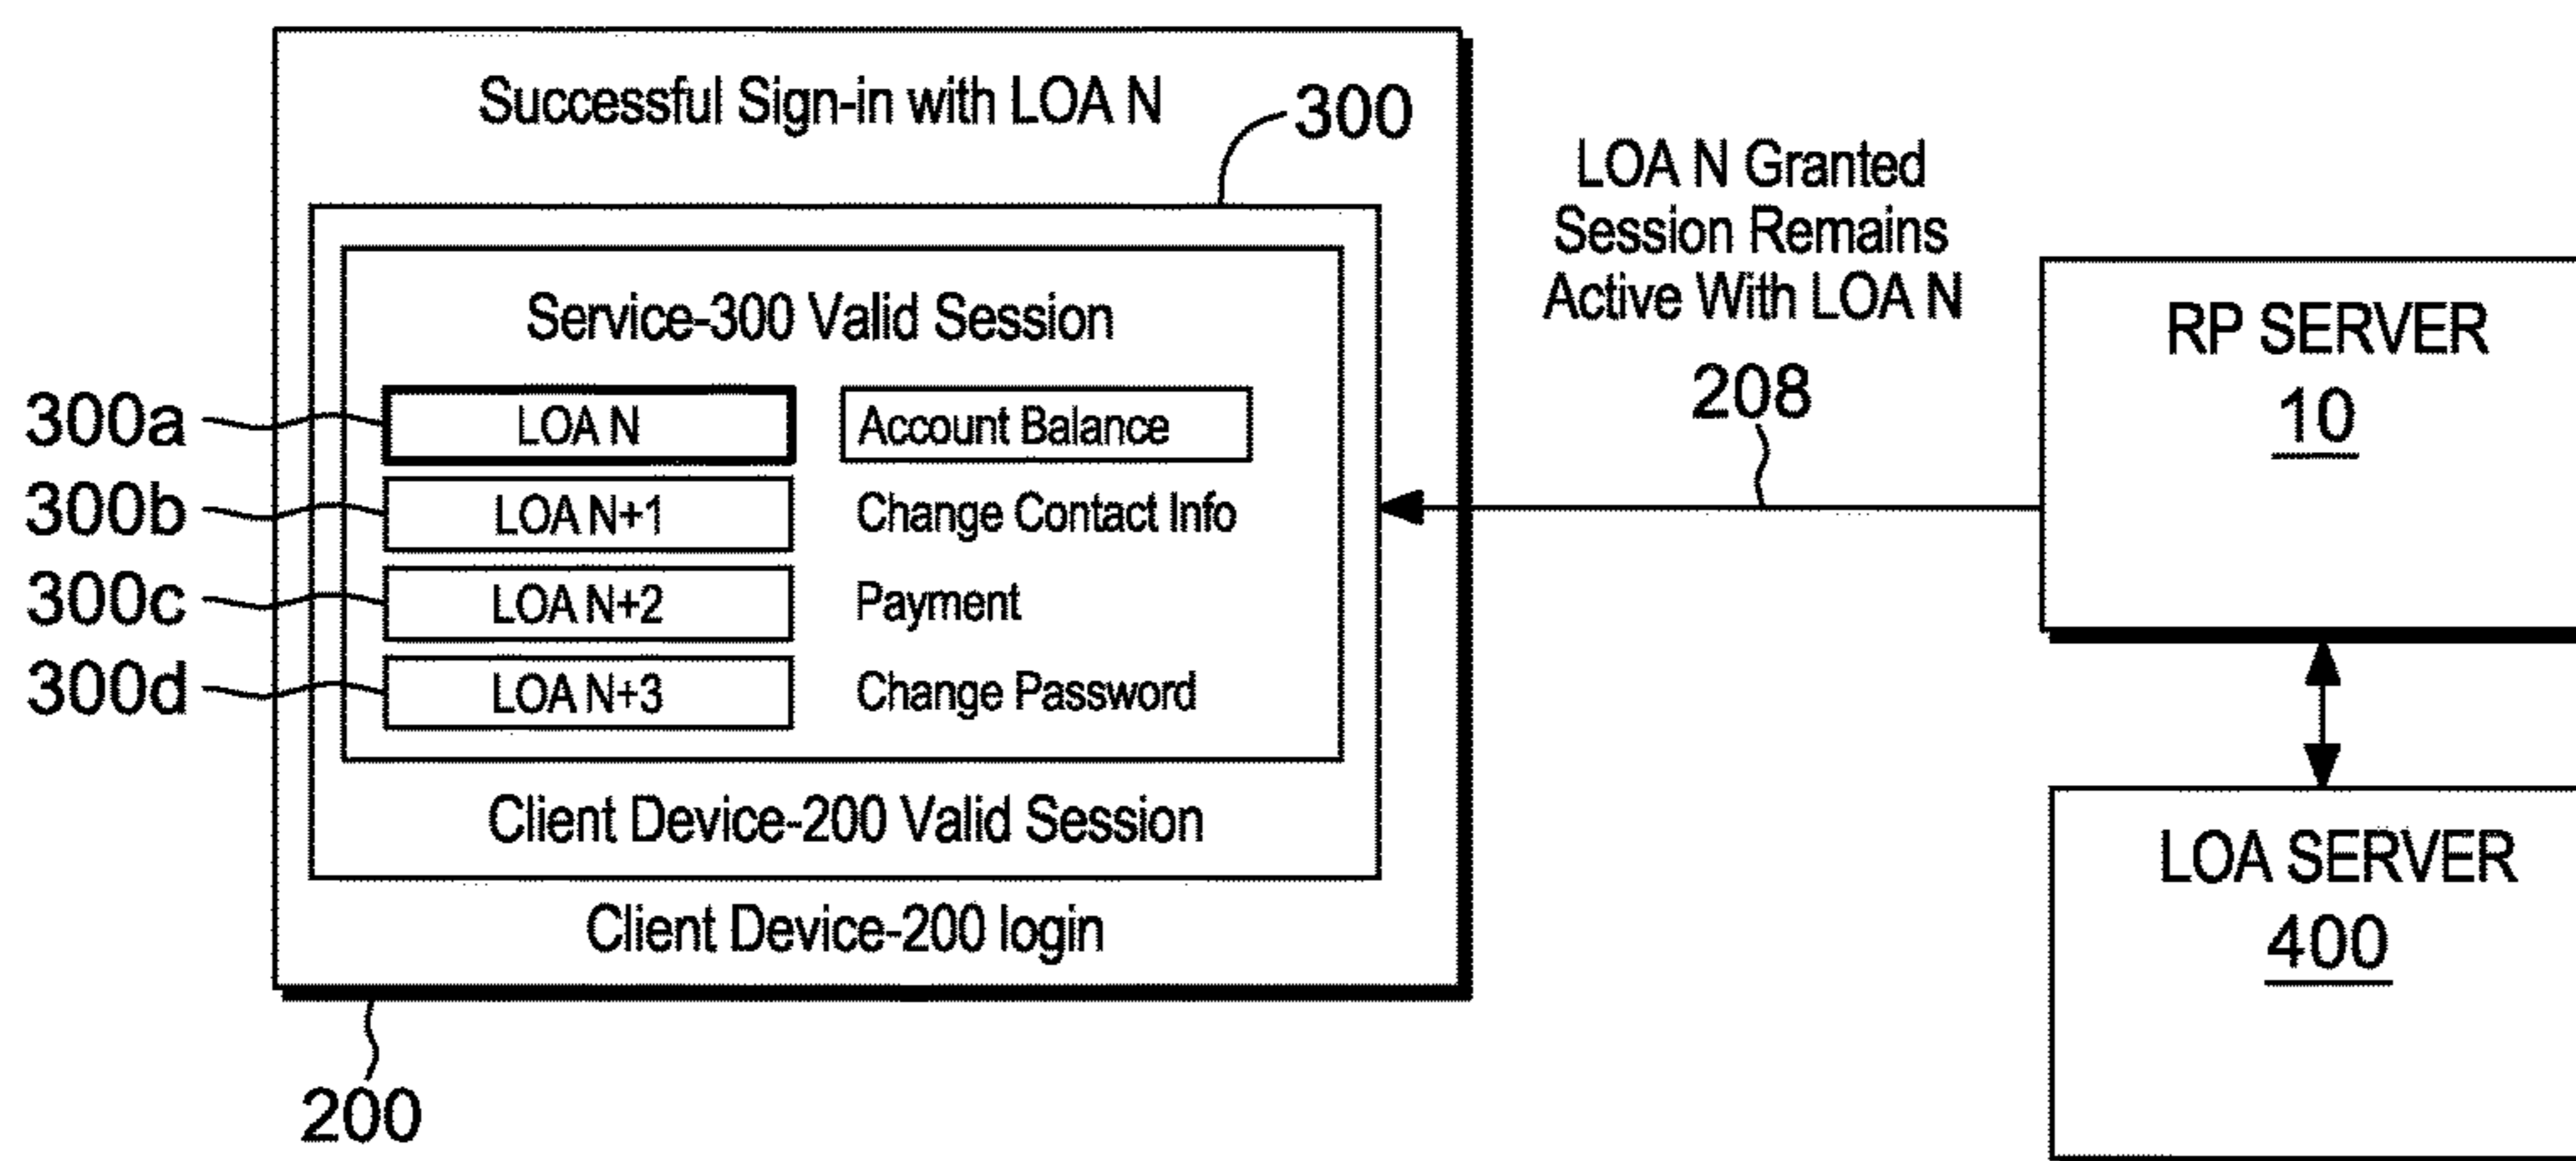 Successful Sign-in with LOA N
300
LOA N Granted
Session Remains
Active With LOA N
208
Service-300 Valid Session
300a LOA N Account Balance
300b LOA N+1 Change Contact Info
300c LOA N+2 Payment
300d LOA N+3 Change Password
Client Device-200 Valid Session
Client Device-200 login
200
RP SERVER
10
LOA SERVER
400